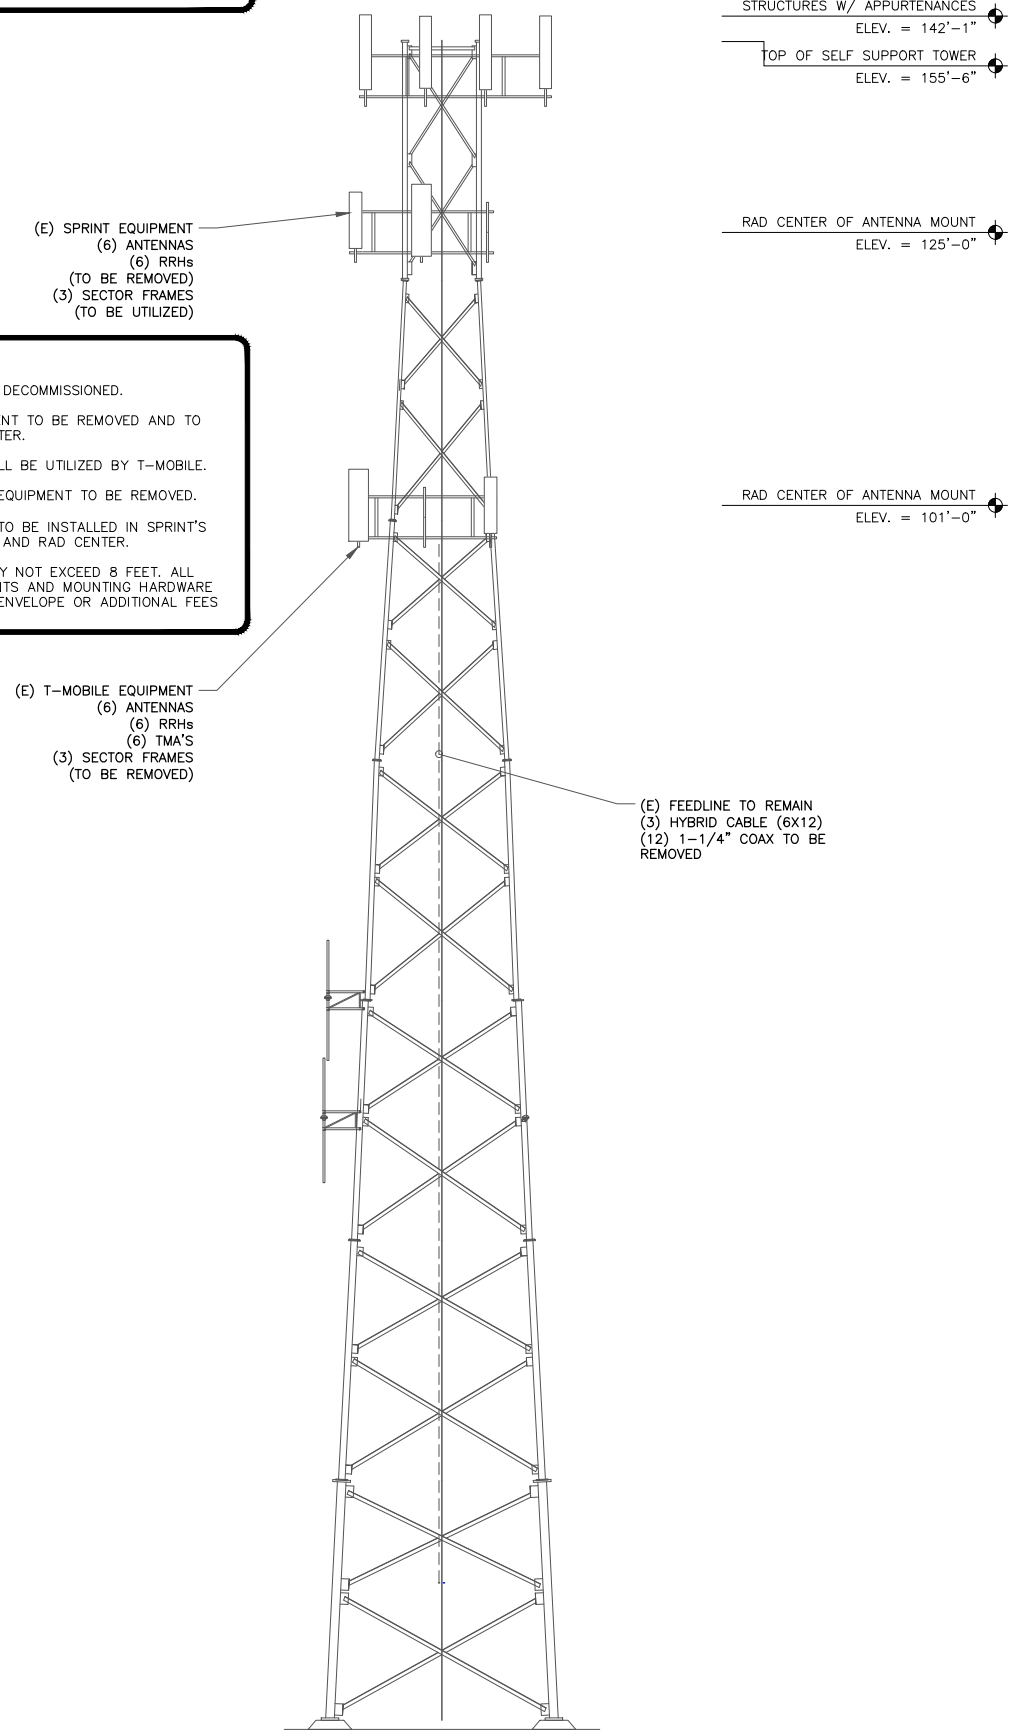 STRUCTURES W/ APPURTENANCES
ELEV. = 142'-1"
TOP OF SELF SUPPORT TOWER
ELEV. = 155'-6"
(E) SPRINT EQUIPMENT
(6) ANTENNAS
(6) RRHs
(TO BE REMOVED)
(3) SECTOR FRAMES
(TO BE UTILIZED)
RAD CENTER OF ANTENNA MOUNT
ELEV. = 125'-0"
DECOMMISSIONED.
ENT TO BE REMOVED AND TO
TER.
LL BE UTILIZED BY T-MOBILE.
EQUIPMENT TO BE REMOVED.
TO BE INSTALLED IN SPRINT'S
AND RAD CENTER.
Y NOT EXCEED 8 FEET. ALL
TS AND MOUNTING HARDWARE
ENVELOPE OR ADDITIONAL FEES
RAD CENTER OF ANTENNA MOUNT
ELEV. = 101'-0"
(E) T-MOBILE EQUIPMENT
(6) ANTENNAS
(6) RRHs
(6) TMA'S
(3) SECTOR FRAMES
(TO BE REMOVED)
(E) FEEDLINE TO REMAIN
(3) HYBRID CABLE (6X12)
(12) 1-1/4" COAX TO BE
REMOVED